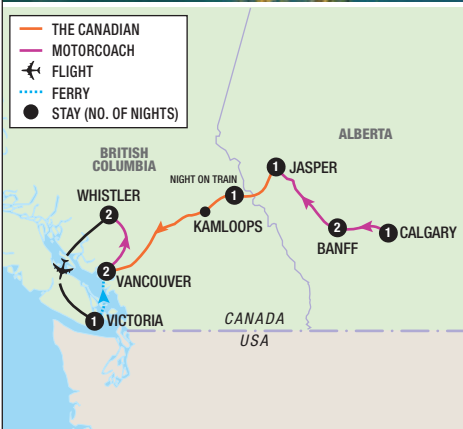 THE CANADIAN
MOTORCOACH
FLIGHT
FERRY
STAY (NO. OF NIGHTS)
ALBERTA
BRITISH
COLUMBIA
JASPER
1
NIGHT ON TRAIN
1
WHISTLER
2
KAMLOOPS
BANFF
2
CALGARY
1
VANCOUVER
2
VICTORIA
1
CANADA
USA